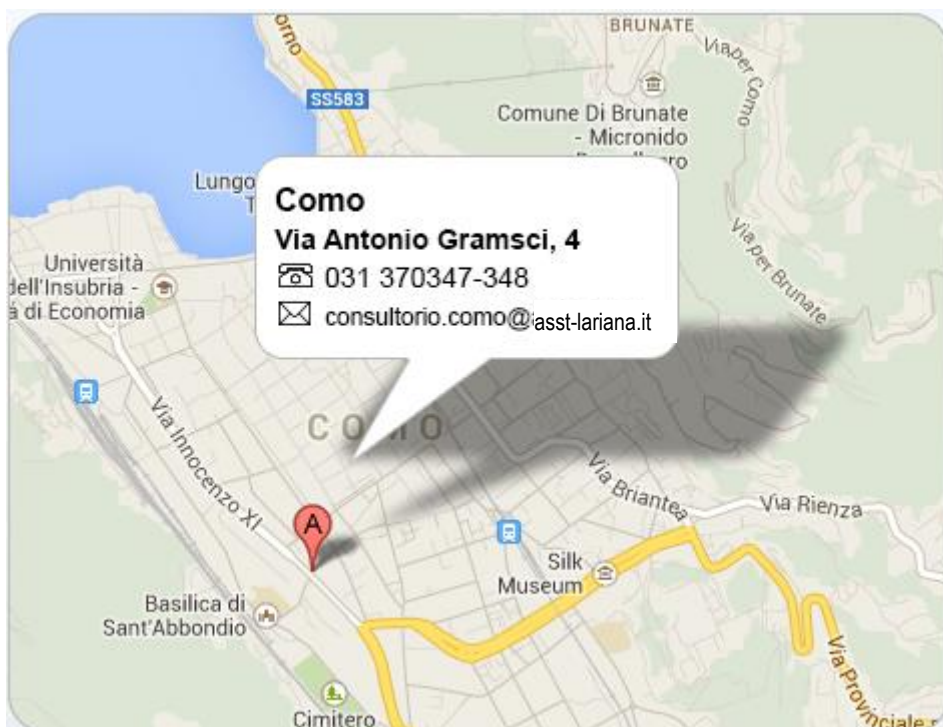 BRUNATE
Via per Como
orno
SS583
Comune Di Brunate
- Micronido
ro
Lungo
T
Como
Via Antonio Gramsci, 4
031 370347-348
consultorio.como@asst-lariana.it
Via per Brunate
Università
dell'Insubria -
à di Economia
COMO
Via Innocenzo XI
Via Briantea
Via Rienza
A
Silk
Museum
Basilica di
Sant'Abbondio
Via Provinciale
Cimitero